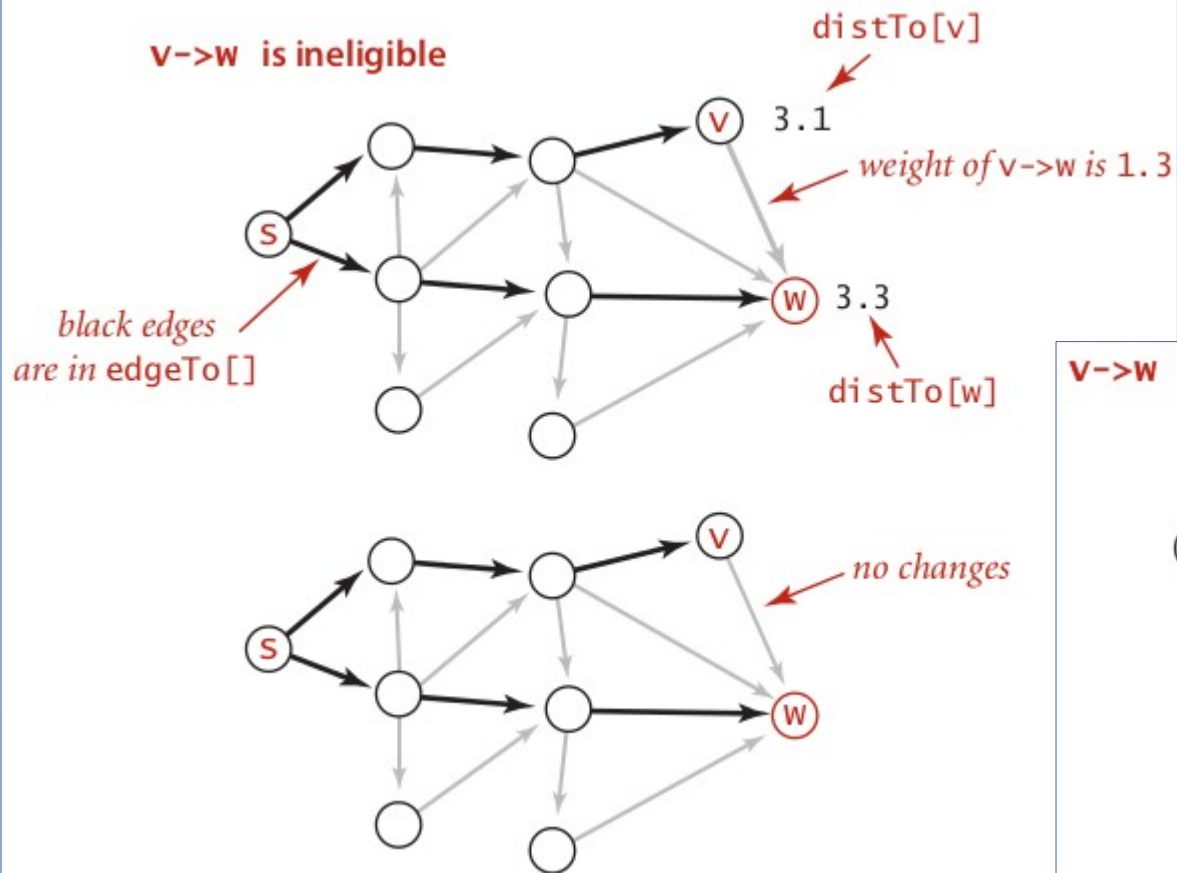 distTo[v]
v->w is ineligible
v
3.1
weight of v->w is 1.3
s
w
3.3
black edges
are in edgeTo[]
distTo[w]
v->w
v
no changes
s
w